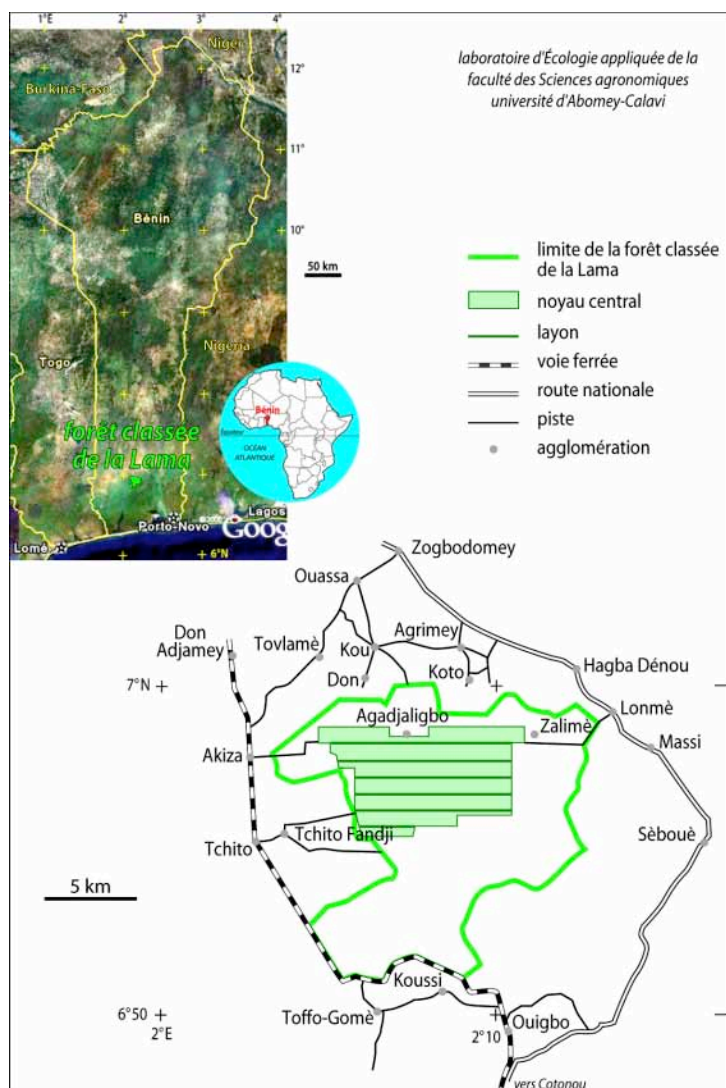 1°E
2°
3°
4°
Niger
12°
Burkina-Faso
11°
Bénin
10°
50 km
Togo
Nigeria
forêt classée
de la Lama
Lagos
Porto-Novo
Goog
Lomé
6°N
Bénin
Équateur
OCÉAN
ATLANTIQUE
laboratoire d'Écologie appliquée de la
faculté des Sciences agronomiques
université d'Abomey-Calavi
limite de la forêt classée
de la Lama
noyau central
layon
voie ferrée
route nationale
piste
agglomération
Zogbodomey
Ouassa
Don
Adjamey
Tovlamè
Kou
Agrimey
Don
Koto
Hagba Dénou
7°N
Lonmè
Agadjaligbo
Zalimè
Massi
Akiza
Tchito Fandji
Tchito
Sèbouè
5 km
Koussi
6°50
2°E
Toffo-Gomè
2°10
Ouigbo
vers Cotonou